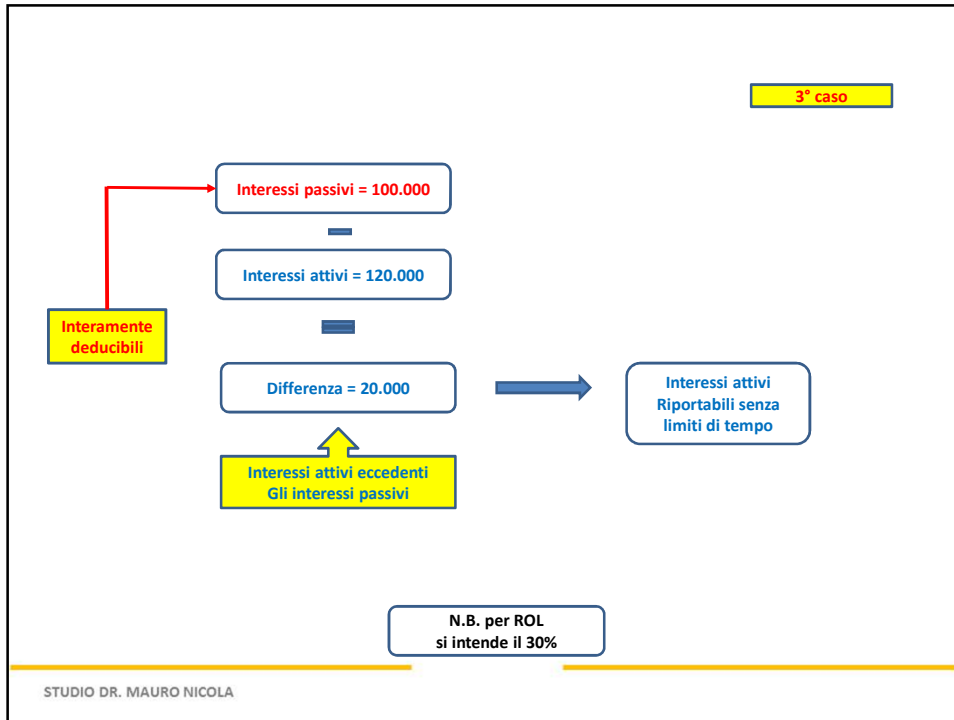 3° caso
Interessi passivi = 100.000
Interessi attivi = 120.000
Interamente
deducibili
Differenza = 20.000
Interessi attivi
Riportabili senza
limiti di tempo
Interessi attivi eccedenti
Gli interessi passivi
N.B. per ROL
si intende il 30%
STUDIO DR. MAURO NICOLA